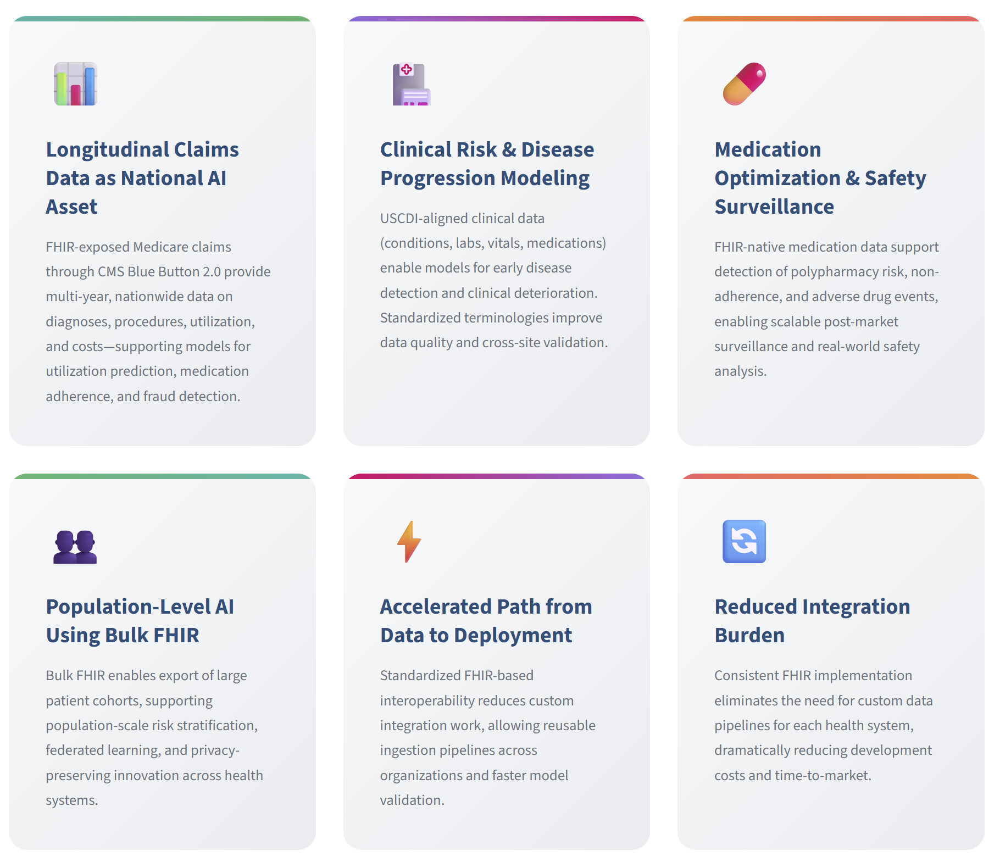 Longitudinal Claims
Data as National AI
Asset
FHIR-exposed Medicare claims
through CMS Blue Button 2.0 provide
multi-year, nationwide data on
diagnoses, procedures, utilization,
and costs—supporting models for
utilization prediction, medication
adherence, and fraud detection.
Clinical Risk & Disease
Progression Modeling
USCDI-aligned clinical data
(conditions, labs, vitals, medications)
enable models for early disease
detection and clinical deterioration.
Standardized terminologies improve
data quality and cross-site validation.
Medication
Optimization & Safety
Surveillance
FHIR-native medication data support
detection of polypharmacy risk, non-
adherence, and adverse drug events,
enabling scalable post-market
surveillance and real-world safety
analysis.
Population-Level AI
Using Bulk FHIR
Bulk FHIR enables export of large
patient cohorts, supporting
population-scale risk stratification,
federated learning, and privacy-
preserving innovation across health
systems.
Accelerated Path from
Data to Deployment
Standardized FHIR-based
interoperability reduces custom
integration work, allowing reusable
ingestion pipelines across
organizations and faster model
validation.
Reduced Integration
Burden
Consistent FHIR implementation
eliminates the need for custom data
pipelines for each health system,
dramatically reducing development
costs and time-to-market.